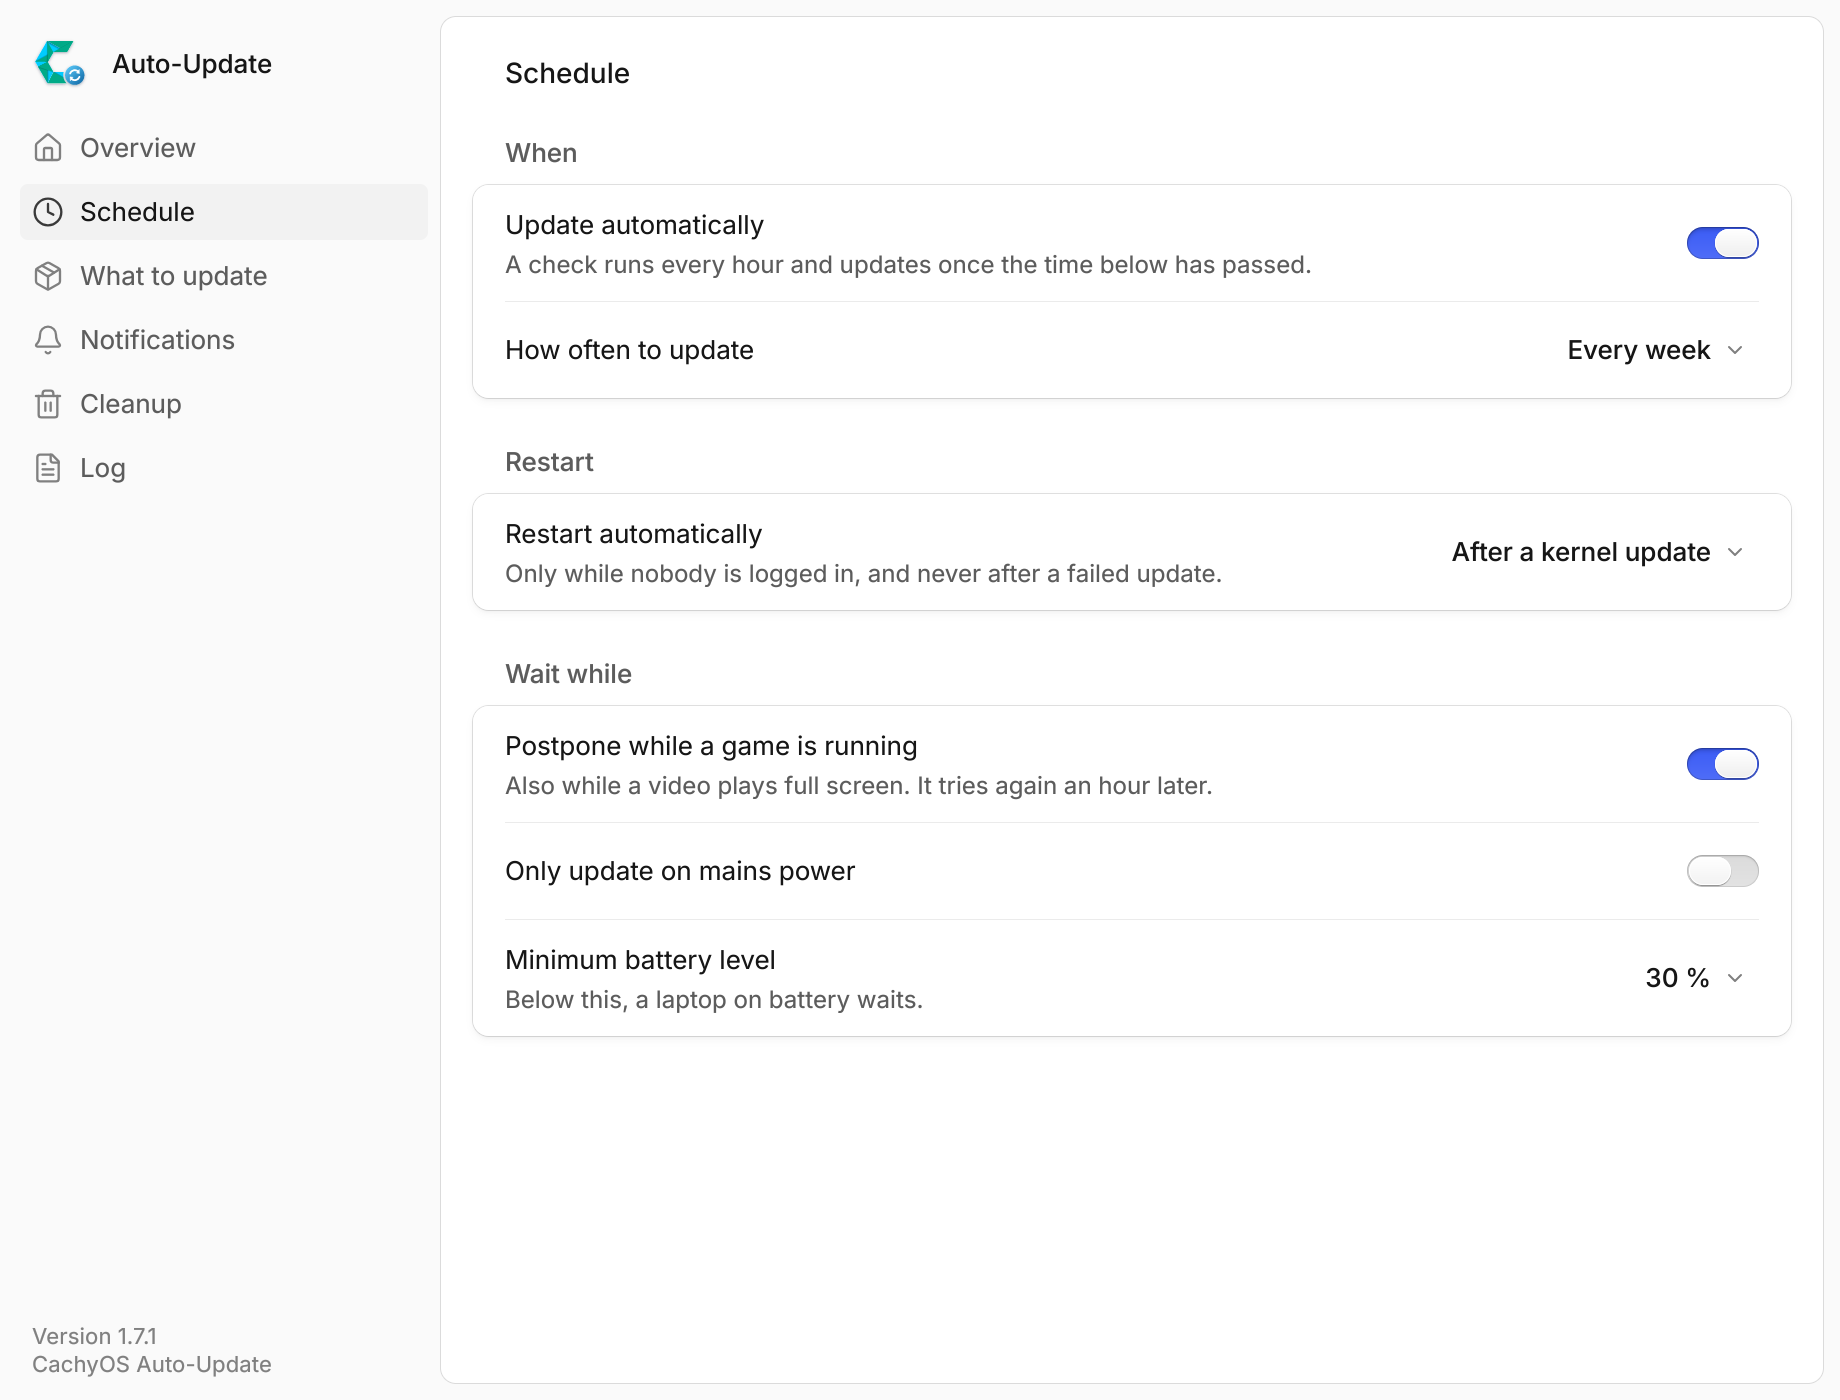 Auto-Update
Overview
Schedule
What to update
Notifications
Cleanup
Log
Version 1.7.1
CachyOS Auto-Update
Schedule
When
Update automatically
A check runs every hour and updates once the time below has passed.
How often to update
Every week
Restart
Restart automatically
Only while nobody is logged in, and never after a failed update.
After a kernel update
Wait while
Postpone while a game is running
Also while a video plays full screen. It tries again an hour later.
Only update on mains power
Minimum battery level
Below this, a laptop on battery waits.
30 %